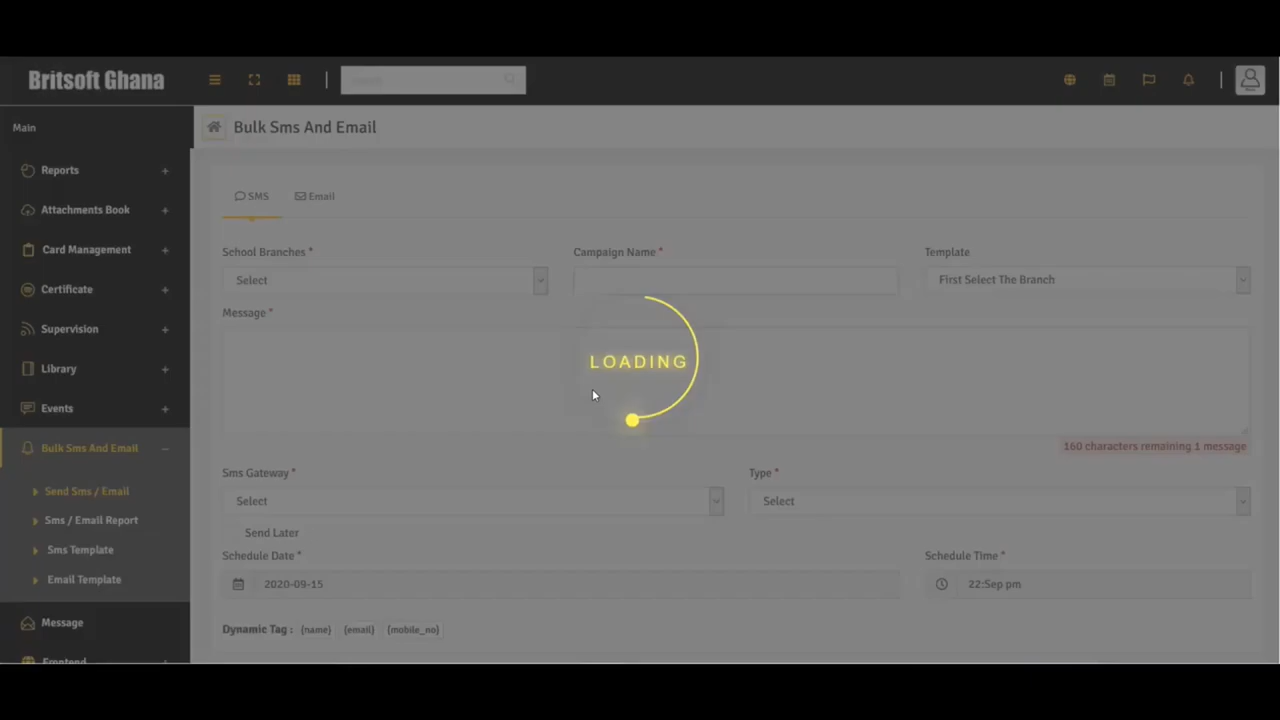 Britsoft Ghana
Main
Bulk Sms And Email
Reports
Attachments Book
Card Management
Certificate
Supervision
Library
Events
Bulk Sms And Email
Send Sms / Email
Sms / Email Report
Sms Template
Email Template
Message
Frontend
SMS Email
School Branches * Campaign Name * Template
Select First Select The Branch
Message *
LOADING
160 characters remaining 1 message
Sms Gateway * Type *
Select Select
Send Later
Schedule Date * Schedule Time *
2020-09-15 22:Sep pm
Dynamic Tag : {name} {email} {mobile_no}